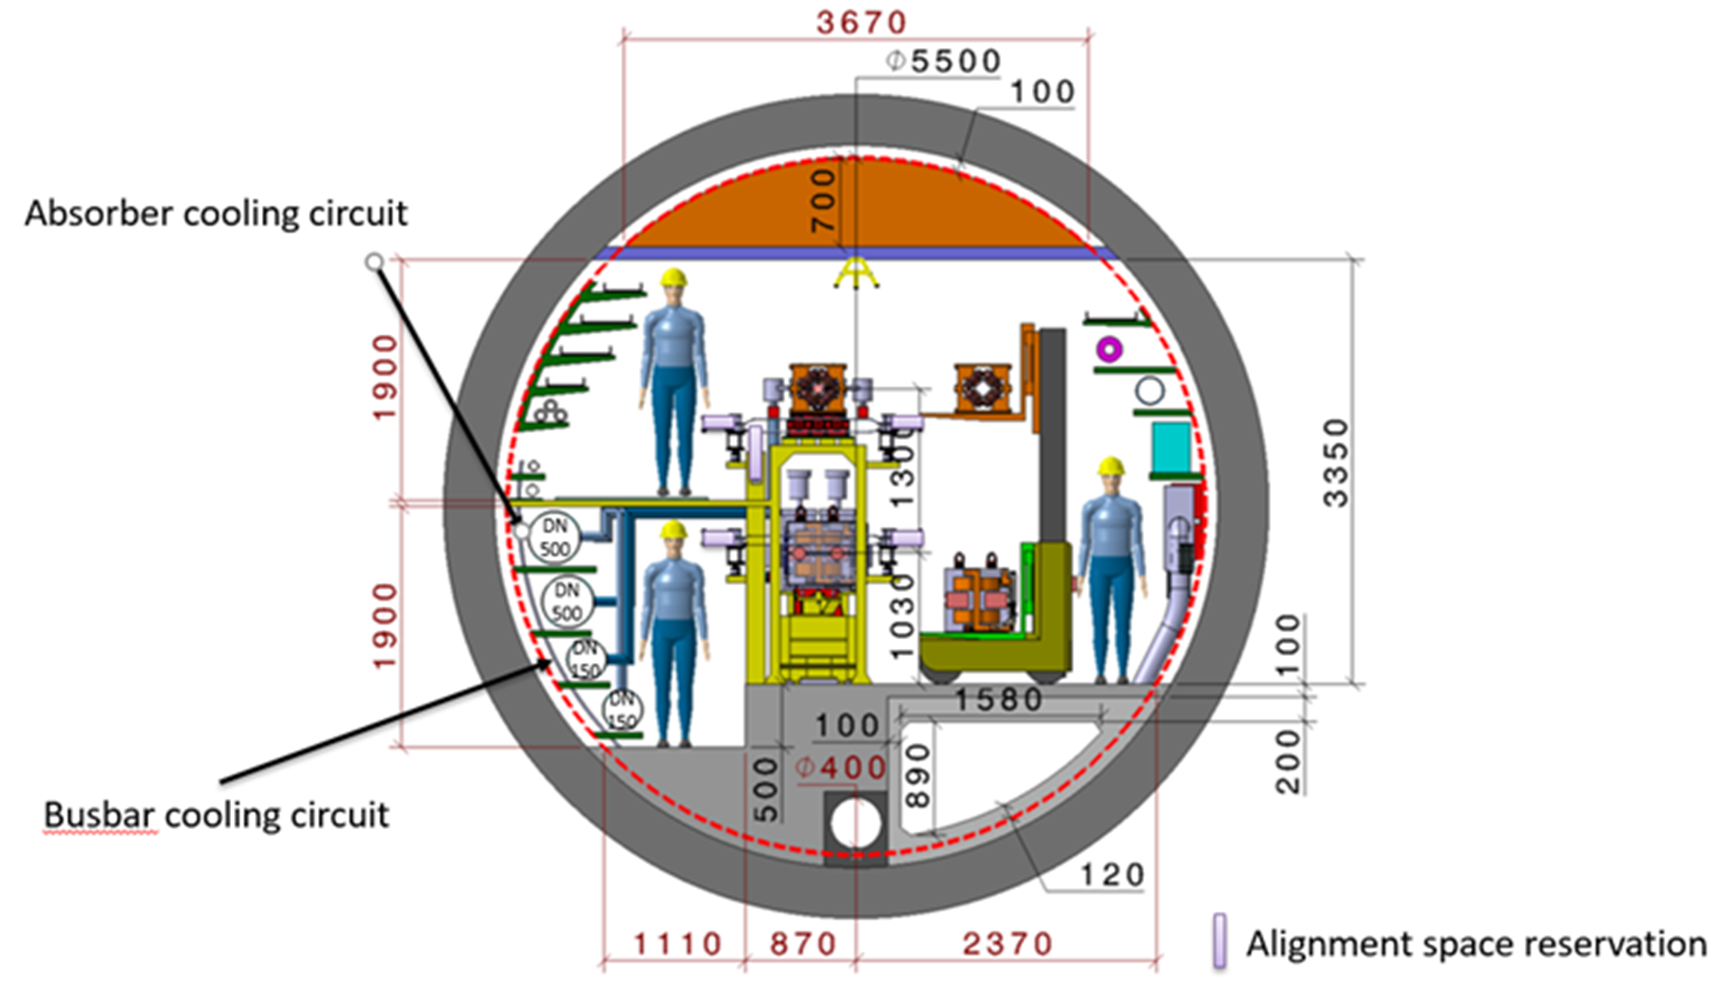 3670
Φ5500
100
700
Absorber cooling circuit
1900
1300
3350
DN
500
DN
500
1030
1900
DN
150
DN
150
100
1580
100
200
890
Φ400
500
Busbar cooling circuit
120
1110
870
2370
Alignment space reservation